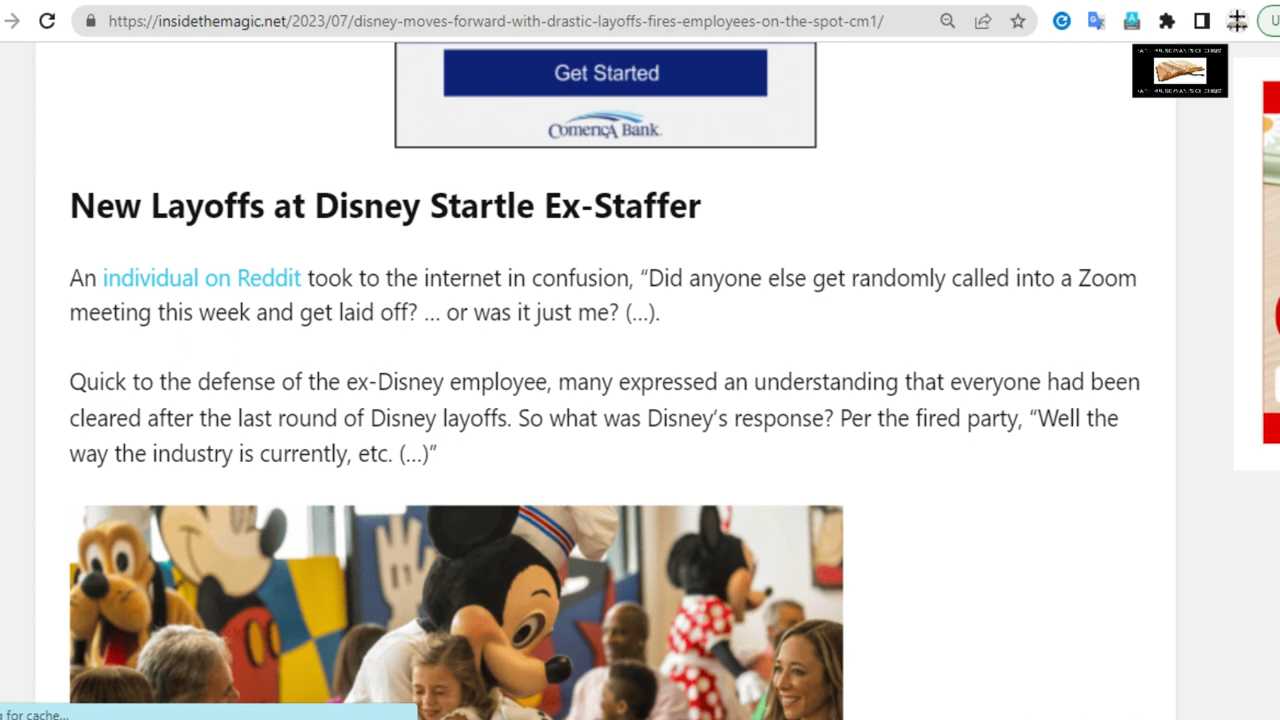 https://insidethemagic.net/2023/07/disney-moves-forward-with-drastic-layoffs-fires-employees-on-the-spot-cm1/
Get Started
Comerica Bank
New Layoffs at Disney Startle Ex-Staffer
An individual on Reddit took to the internet in confusion, “Did anyone else get randomly called into a Zoom
meeting this week and get laid off? … or was it just me? (…).
Quick to the defense of the ex-Disney employee, many expressed an understanding that everyone had been
cleared after the last round of Disney layoffs. So what was Disney’s response? Per the fired party, “Well the
way the industry is currently, etc. (…)”
for cache...